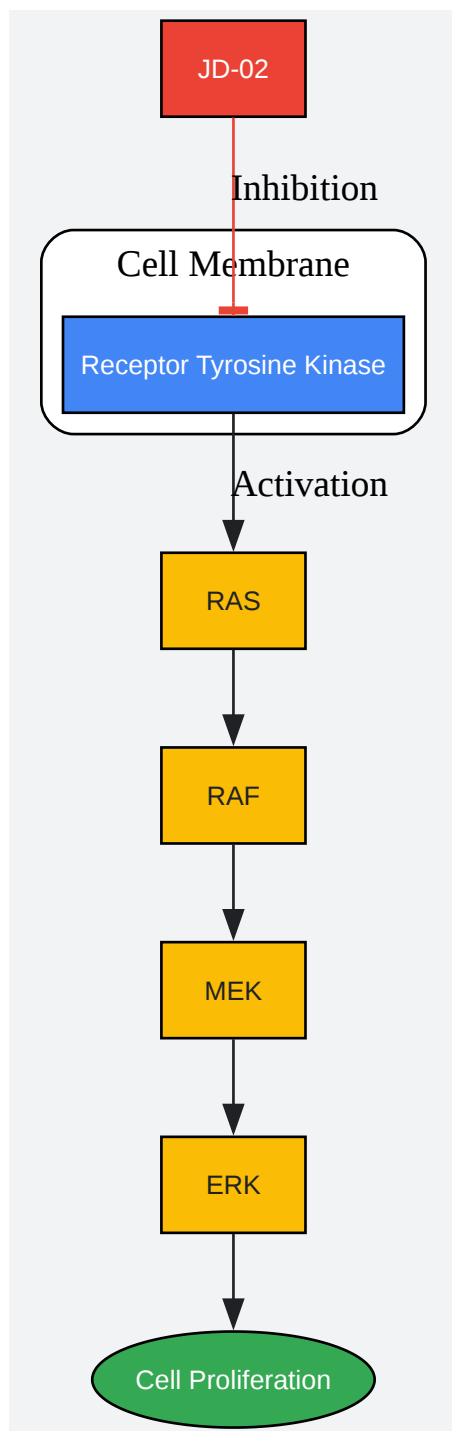 JD-02
Inhibition
Cell Membrane
Receptor Tyrosine Kinase
Activation
RAS
RAF
MEK
ERK
Cell Proliferation